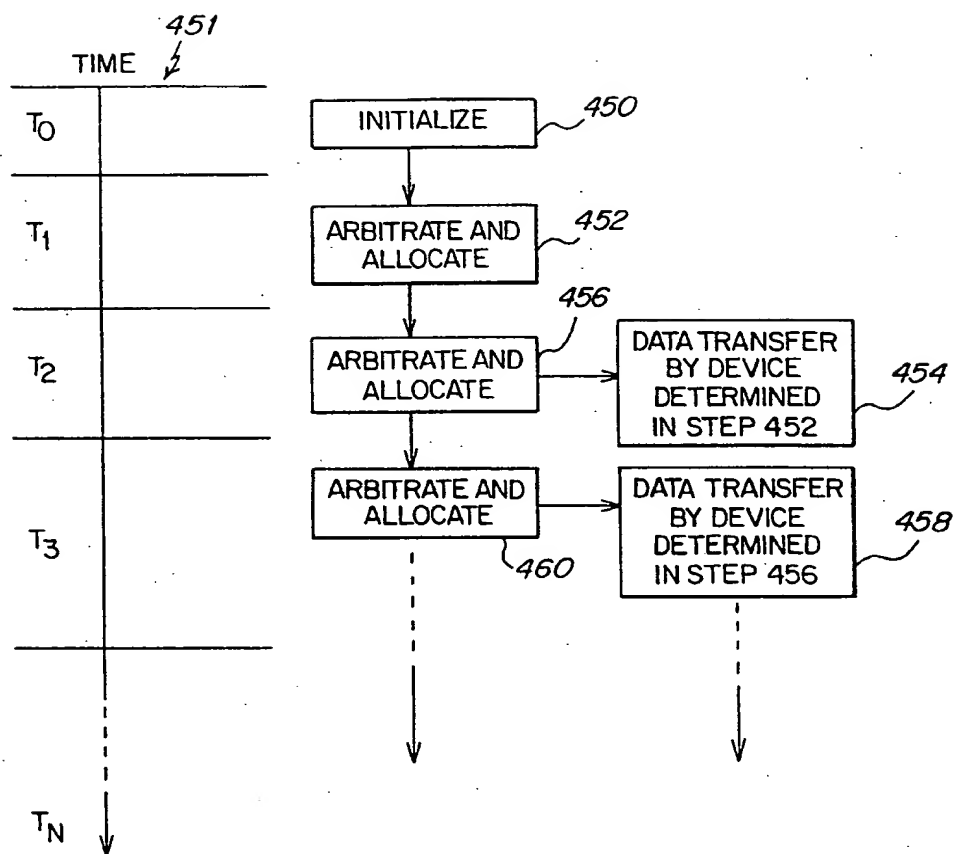 451
TIME
T0
INITIALIZE
450
T1
ARBITRATE AND
ALLOCATE
452
T2
ARBITRATE AND
ALLOCATE
456
DATA TRANSFER
BY DEVICE
DETERMINED
IN STEP 452
454
T3
ARBITRATE AND
ALLOCATE
460
DATA TRANSFER
BY DEVICE
DETERMINED
IN STEP 456
458
TN